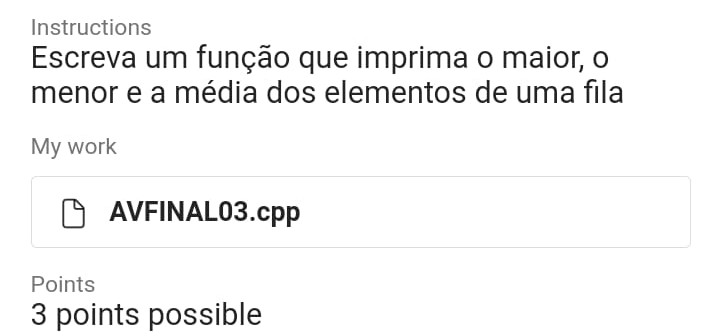 Instructions
Escreva um função que imprima o maior, o
menor e a média dos elementos de uma fila
My work
AVFINAL03.cpp
Points
3 points possible